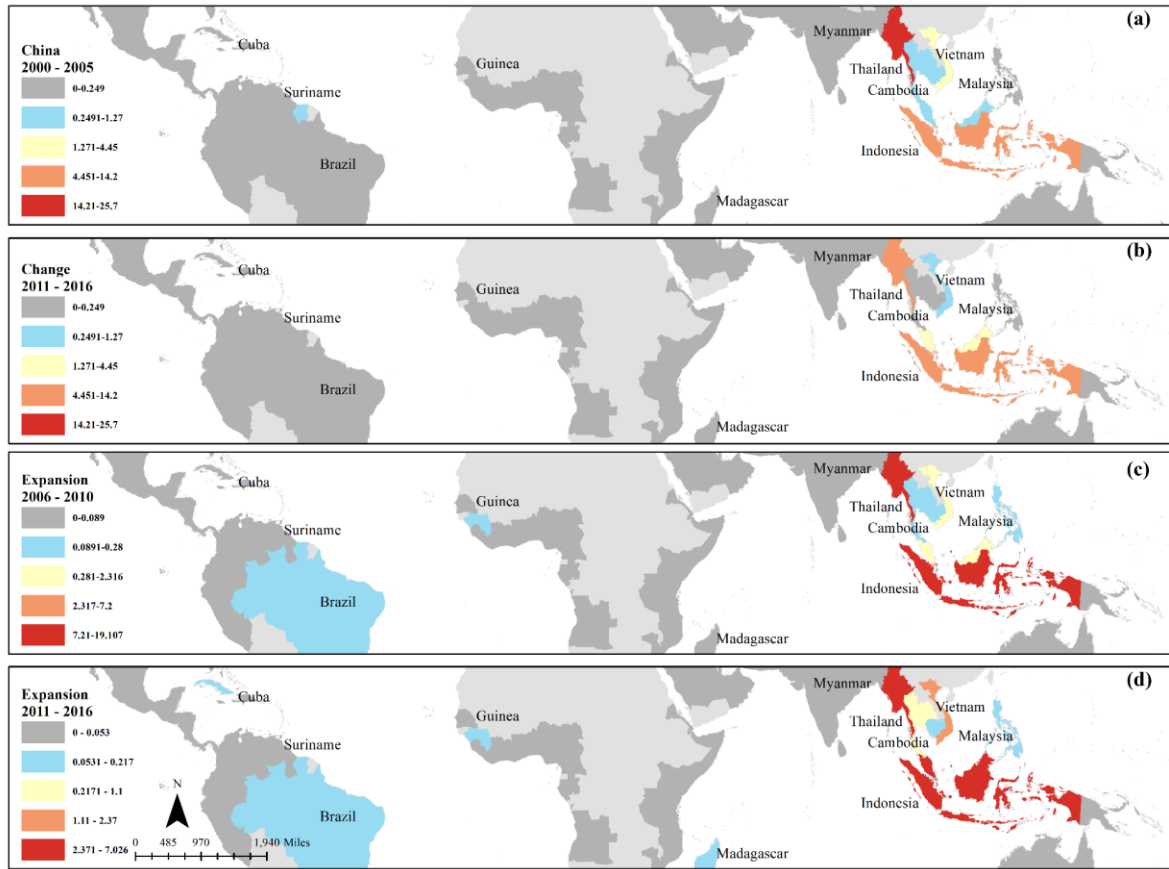 (a)
China
2000 - 2005
0-0.249
0.2491-1.27
1.271-4.45
4.451-14.2
14.21-25.7
Cuba
Suriname
Brazil
Guinea
Madagascar
Myanmar
Vietnam
Thailand
Cambodia
Malaysia
Indonesia
(b)
Change
2011 - 2016
0-0.249
0.2491-1.27
1.271-4.45
4.451-14.2
14.21-25.7
Cuba
Suriname
Brazil
Guinea
Madagascar
Myanmar
Vietnam
Thailand
Cambodia
Malaysia
Indonesia
(c)
Expansion
2006 - 2010
0-0.089
0.0891-0.28
0.281-2.316
2.317-7.2
7.21-19.107
Cuba
Suriname
Brazil
Guinea
Madagascar
Myanmar
Vietnam
Thailand
Cambodia
Malaysia
Indonesia
(d)
Expansion
2011 - 2016
0 - 0.053
0.0531 - 0.217
0.2171 - 1.1
1.11 - 2.37
2.371 - 7.026
Cuba
Suriname
Brazil
N
0 485 970 1,940 Miles
Guinea
Madagascar
Myanmar
Vietnam
Thailand
Cambodia
Malaysia
Indonesia